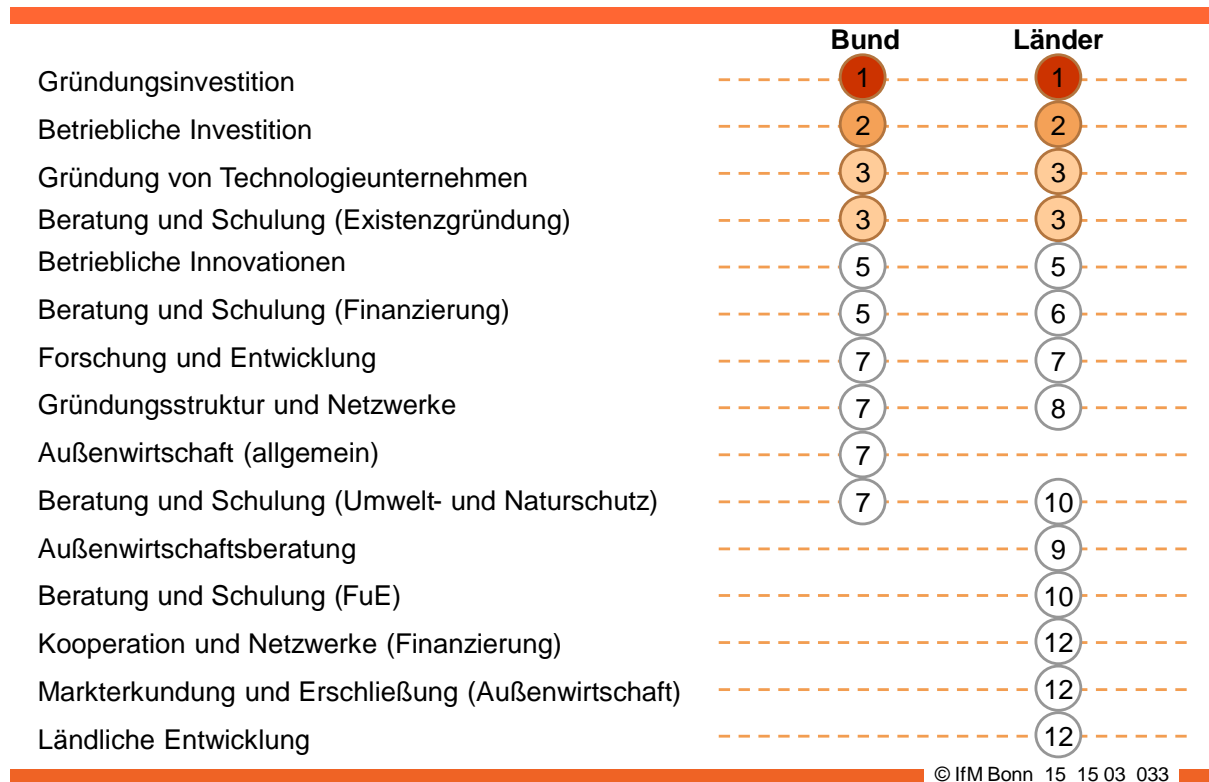 Bund Länder
Gründungsinvestition 1 1
Betriebliche Investition 2 2
Gründung von Technologieunternehmen 3 3
Beratung und Schulung (Existenzgründung) 3 3
Betriebliche Innovationen 5 5
Beratung und Schulung (Finanzierung) 5 6
Forschung und Entwicklung 7 7
Gründungsstruktur und Netzwerke 7 8
Außenwirtschaft (allgemein) 7
Beratung und Schulung (Umwelt- und Naturschutz) 7 10
Außenwirtschaftsberatung 9
Beratung und Schulung (FuE) 10
Kooperation und Netzwerke (Finanzierung) 12
Markterkundung und Erschließung (Außenwirtschaft) 12
Ländliche Entwicklung 12
© IfM Bonn 15 15 03 033